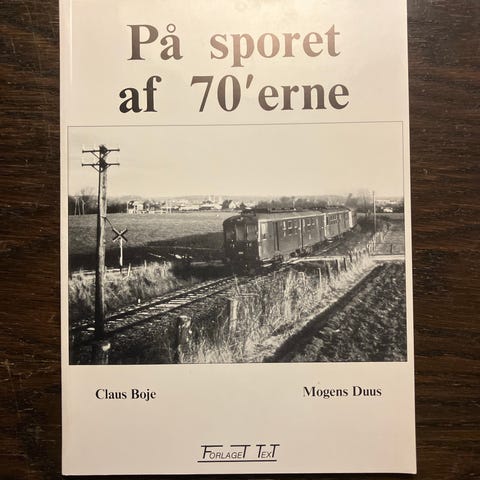 På sporet
af 70'erne
Claus Boje
Mogens Duus
FORLAGET TEXT